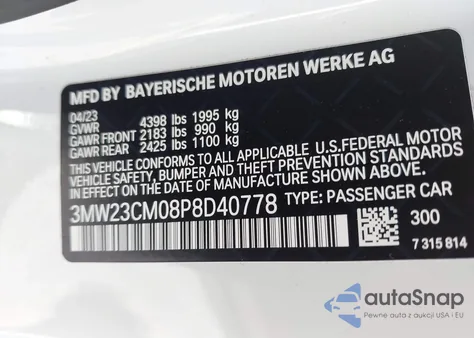 MFD BY BAYERISCHE MOTOREN WERKE AG
04/23
GVWR 4398 lbs 1995 kg
GAWR FRONT 2183 lbs 990 kg
GAWR REAR 2425 lbs 1100 kg
THIS VEHICLE CONFORMS TO ALL APPLICABLE U.S. FEDERAL MOTOR
VEHICLE SAFETY, BUMPER, AND THEFT PREVENTION STANDARDS
IN EFFECT ON THE DATE OF MANUFACTURE SHOWN ABOVE.
3MW23CM08P8D40778 TYPE: PASSENGER CAR
300
7 315 814
autoSnap
Pewne auta z aukcji USA i EU